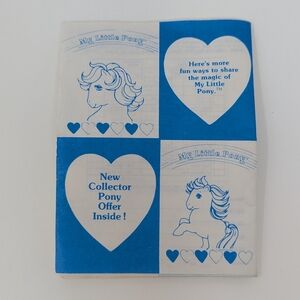 My Little Pony
Here's more
fun ways to share
the magic of
My Little
Pony.™
New
Collector
Pony
Offer
Inside!
My Little Pony